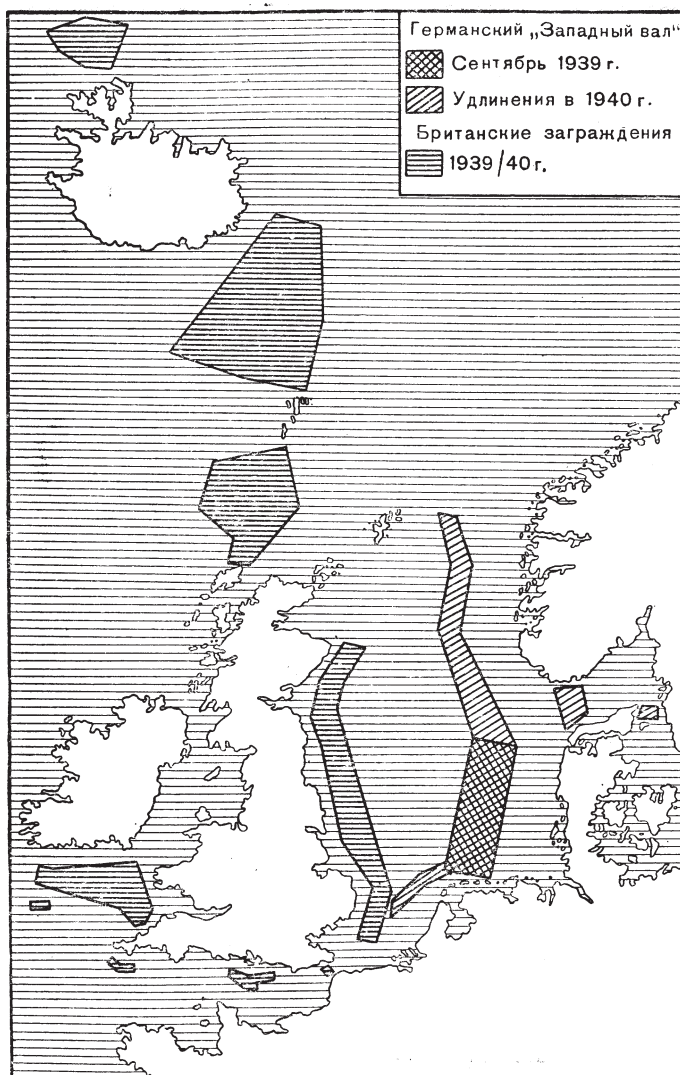 Германский „Западный вал“
Сентябрь 1939 г.
Удлинения в 1940 г.
Британские заграждения
1939/40 г.